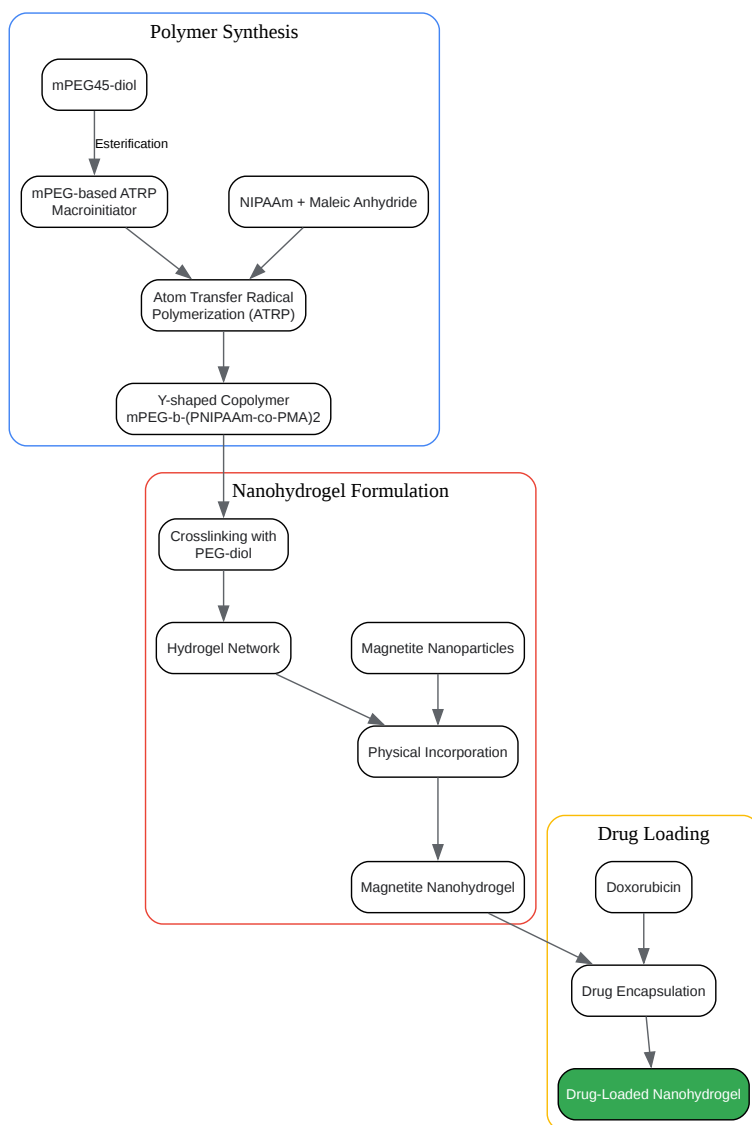 Polymer Synthesis
mPEG45-diol
Esterification
mPEG-based ATRP
Macroinitiator
NIPAAm + Maleic Anhydride
Atom Transfer Radical
Polymerization (ATRP)
Y-shaped Copolymer
mPEG-b-(PNIPAAm-co-PMA)2
Nanohydrogel Formulation
Crosslinking with
PEG-diol
Hydrogel Network
Magnetite Nanoparticles
Physical Incorporation
Magnetite Nanohydrogel
Drug Loading
Doxorubicin
Drug Encapsulation
Drug-Loaded Nanohydrogel